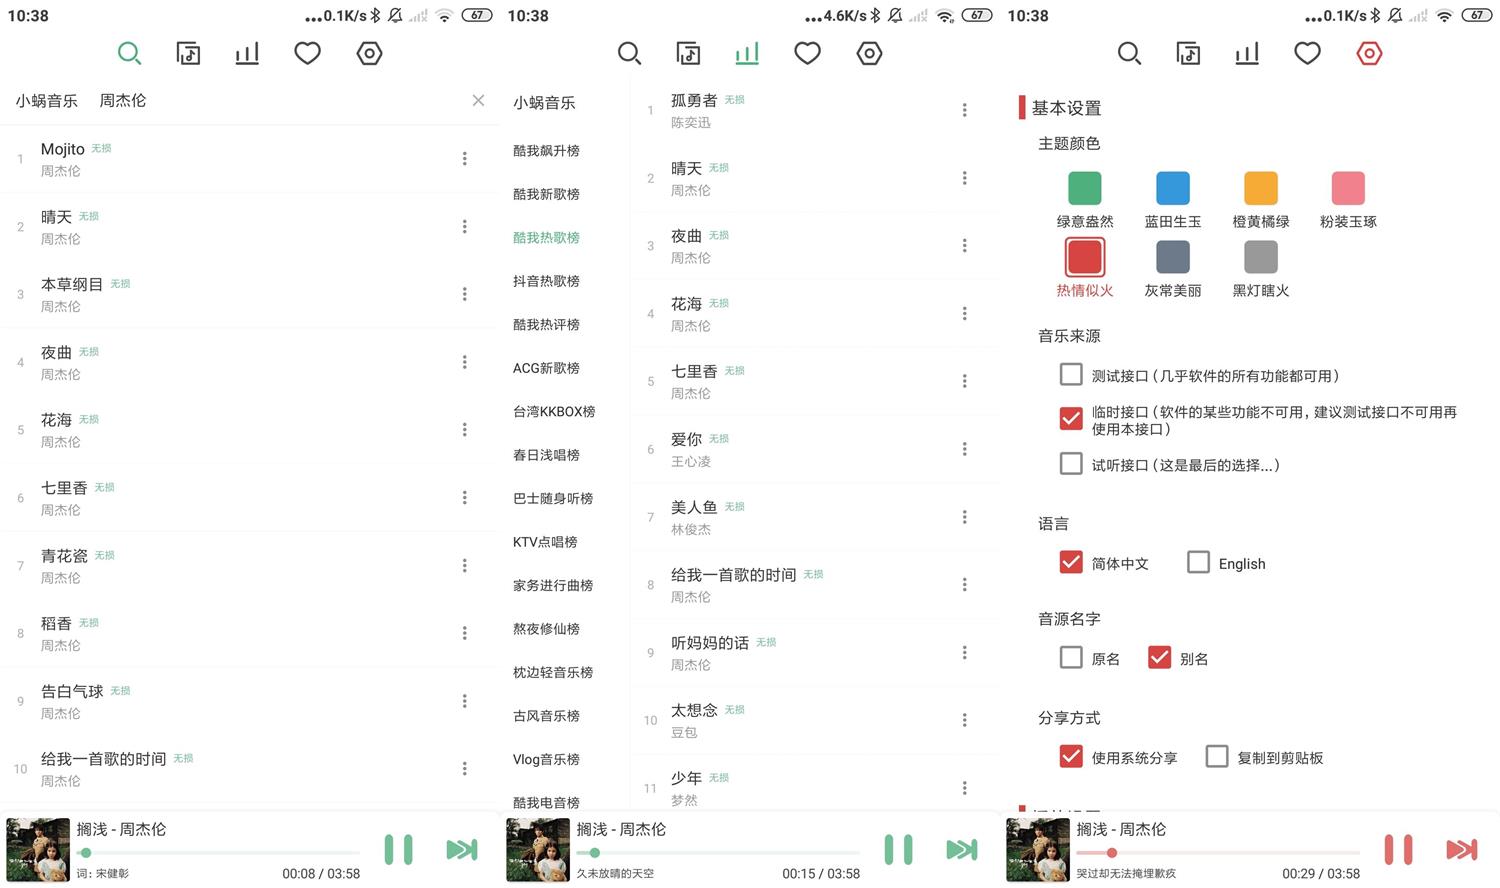 10:38
...0.1K/s
67
小蜗音乐 周杰伦
1 Mojito 无损
周杰伦
2 晴天 无损
周杰伦
3 本草纲目 无损
周杰伦
4 夜曲 无损
周杰伦
5 花海 无损
周杰伦
6 七里香 无损
周杰伦
7 青花瓷 无损
周杰伦
8 稻香 无损
周杰伦
9 告白气球 无损
周杰伦
10 给我一首歌的时间 无损
周杰伦
搁浅 - 周杰伦
词: 宋健彰
00:08 / 03:58
10:38
...4.6K/s
67
小蜗音乐
酷我飙升榜
酷我新歌榜
酷我热歌榜
抖音热歌榜
酷我热评榜
ACG新歌榜
台湾KKBOX榜
春日浅唱榜
巴士随身听榜
KTV点唱榜
家务进行曲榜
熬夜修仙榜
枕边轻音乐榜
古风音乐榜
Vlog音乐榜
酷我电音榜
1 孤勇者 无损
陈奕迅
2 晴天 无损
周杰伦
3 夜曲 无损
周杰伦
4 花海 无损
周杰伦
5 七里香 无损
周杰伦
6 爱你 无损
王心凌
7 美人鱼 无损
林俊杰
8 给我一首歌的时间 无损
周杰伦
9 听妈妈的话 无损
周杰伦
10 太想念 无损
豆包
11 少年 无损
梦然
搁浅 - 周杰伦
久未放晴的天空
00:15 / 03:58
10:38
...0.1K/s
67
基本设置
主题颜色
绿意盎然 蓝田生玉 橙黄橘绿 粉装玉琢
热情似火 灰常美丽 黑灯瞎火
音乐来源
测试接口（几乎软件的所有功能都可用）
临时接口（软件的某些功能不可用，建议测试接口不可用再
使用本接口）
试听接口（这是最后的选择...）
语言
简体中文 English
音源名字
原名 别名
分享方式
使用系统分享 复制到剪贴板
搁浅 - 周杰伦
哭过却无法掩埋歉疚
00:29 / 03:58